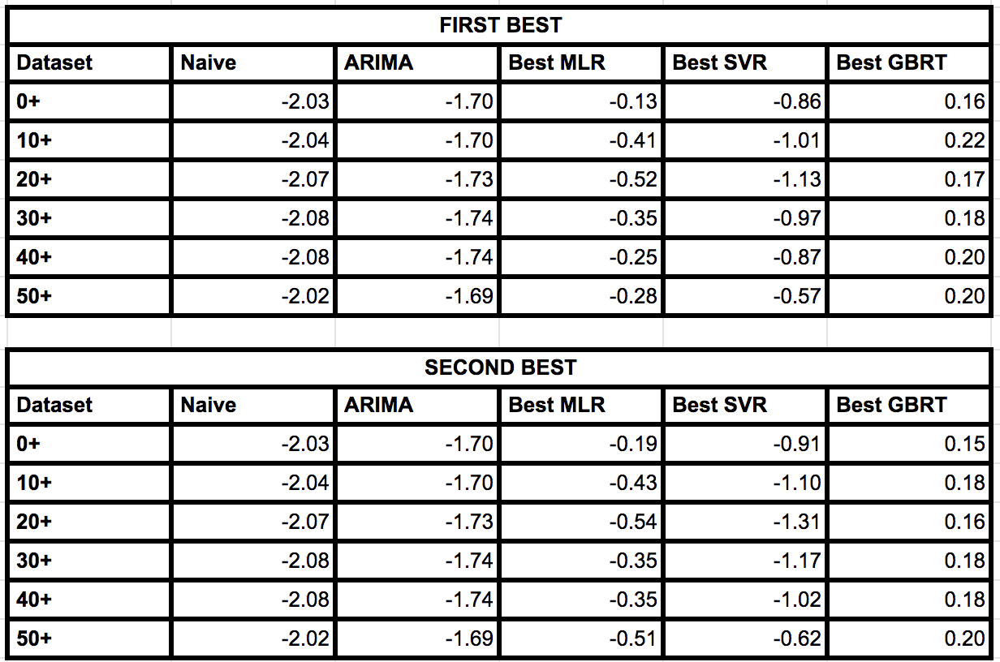 FIRST BEST
Dataset Naive ARIMA Best MLR Best SVR Best GBRT
0+ -2.03 -1.70 -0.13 -0.86 0.16
10+ -2.04 -1.70 -0.41 -1.01 0.22
20+ -2.07 -1.73 -0.52 -1.13 0.17
30+ -2.08 -1.74 -0.35 -0.97 0.18
40+ -2.08 -1.74 -0.25 -0.87 0.20
50+ -2.02 -1.69 -0.28 -0.57 0.20
SECOND BEST
Dataset Naive ARIMA Best MLR Best SVR Best GBRT
0+ -2.03 -1.70 -0.19 -0.91 0.15
10+ -2.04 -1.70 -0.43 -1.10 0.18
20+ -2.07 -1.73 -0.54 -1.31 0.16
30+ -2.08 -1.74 -0.35 -1.17 0.18
40+ -2.08 -1.74 -0.35 -1.02 0.18
50+ -2.02 -1.69 -0.51 -0.62 0.20